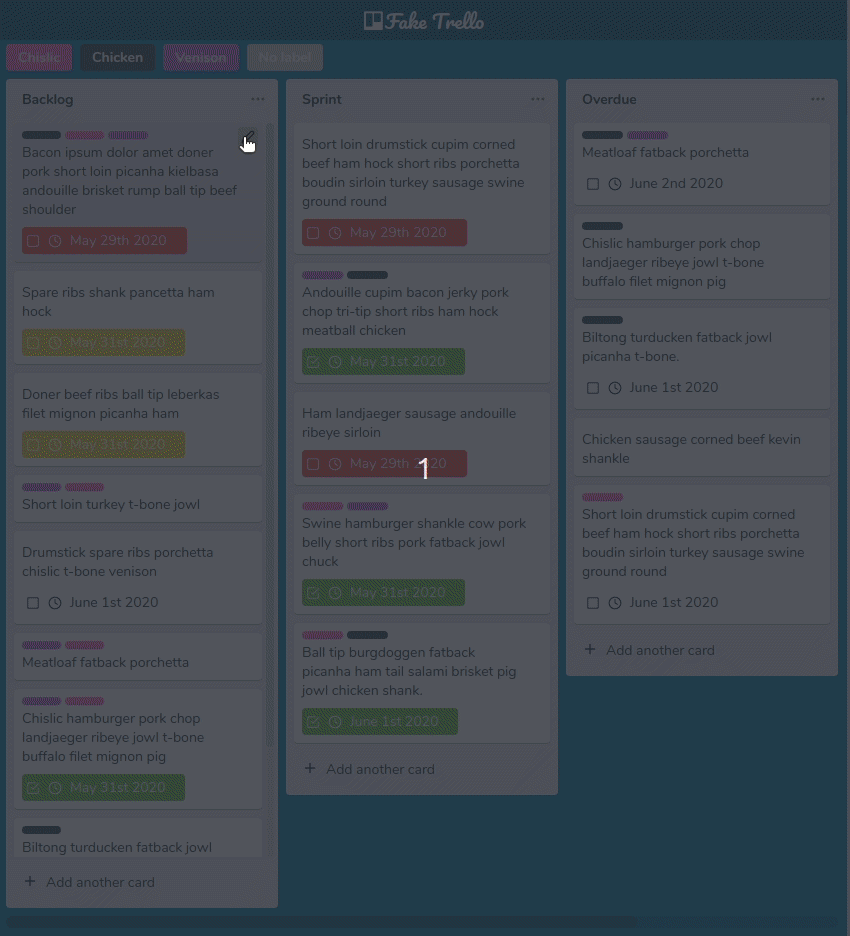 Fake Trello
Chislic Chicken Venison No label
Backlog
Bacon ipsum dolor amet doner
pork short loin picanha kielbasa
andouille brisket rump ball tip beef
shoulder
May 29th 2020
Spare ribs shank pancetta ham
hock
May 31st 2020
Doner beef ribs ball tip leberkas
filet mignon picanha ham
May 31st 2020
Short loin turkey t-bone jowl
Drumstick spare ribs porchetta
chislic t-bone venison
June 1st 2020
Meatloaf fatback porchetta
Chislic hamburger pork chop
landjaeger ribeye jowl t-bone
buffalo filet mignon pig
May 31st 2020
Biltong turducken fatback jowl
+ Add another card
Sprint
Short loin drumstick cupim corned
beef ham hock short ribs porchetta
boudin sirloin turkey sausage swine
ground round
May 29th 2020
Andouille cupim bacon jerky pork
chop tri-tip short ribs ham hock
meatball chicken
May 31st 2020
Ham landjaeger sausage andouille
ribeye sirloin
May 29th 2020
1
Swine hamburger shankle cow pork
belly short ribs pork fatback jowl
chuck
May 31st 2020
Ball tip burgdoggen fatback
picanha ham tail salami brisket pig
jowl chicken shank.
June 1st 2020
+ Add another card
Overdue
Meatloaf fatback porchetta
June 2nd 2020
Chislic hamburger pork chop
landjaeger ribeye jowl t-bone
buffalo filet mignon pig
Biltong turducken fatback jowl
picanha t-bone.
June 1st 2020
Chicken sausage corned beef kevin
shankle
Short loin drumstick cupim corned
beef ham hock short ribs porchetta
boudin sirloin turkey sausage swine
ground round
June 1st 2020
+ Add another card